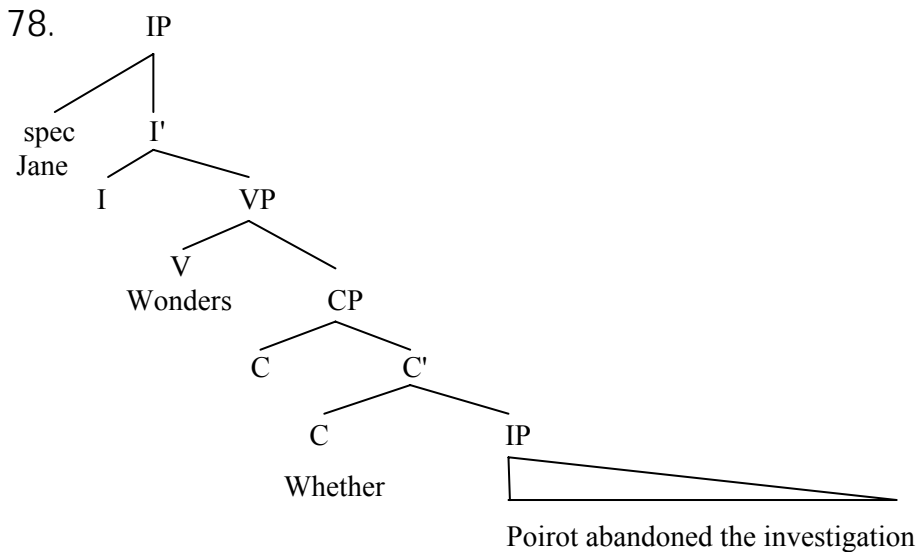 78. IP
spec I'
Jane
I VP
V
Wonders CP
C C'
C IP
Whether
Poirot abandoned the investigation